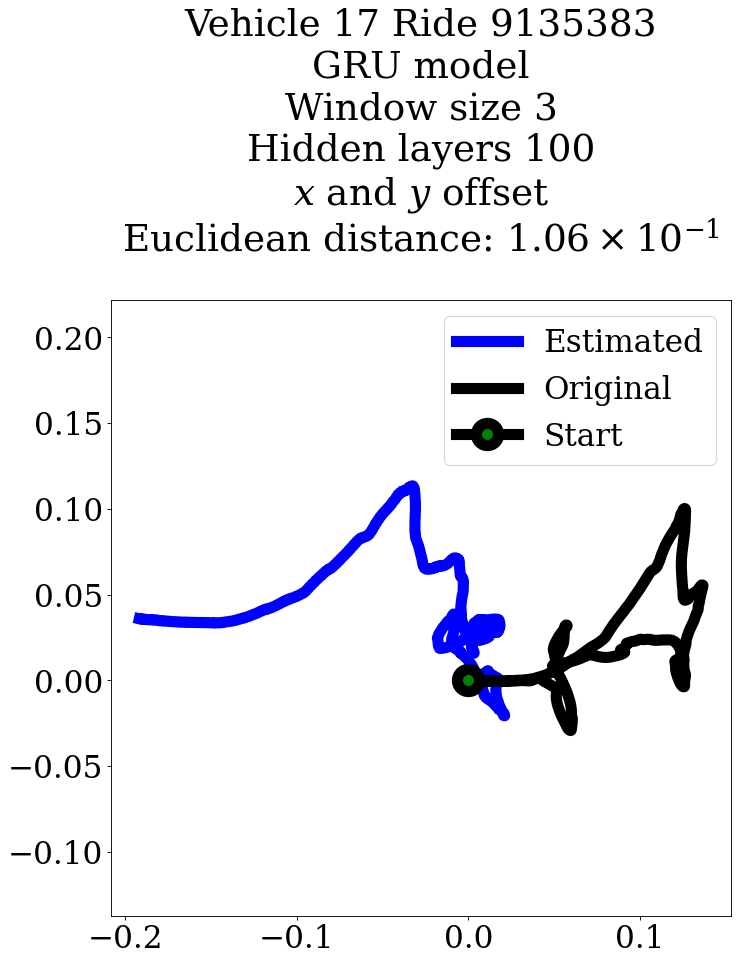 Vehicle 17 Ride 9135383
GRU model
Window size 3
Hidden layers 100
x and y offset
Euclidean distance: 1.06 × 10⁻¹
Estimated
Original
Start
0.20
0.15
0.10
0.05
0.00
−0.05
−0.10
−0.2 −0.1 0.0 0.1